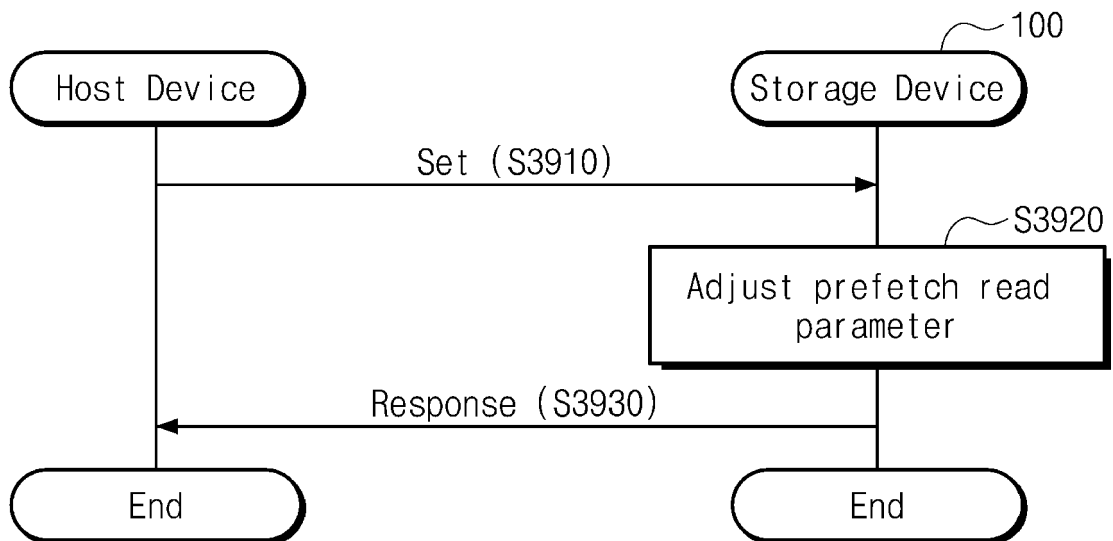 100
Host Device
Storage Device
Set (S3910)
S3920
Adjust prefetch read
parameter
Response (S3930)
End
End